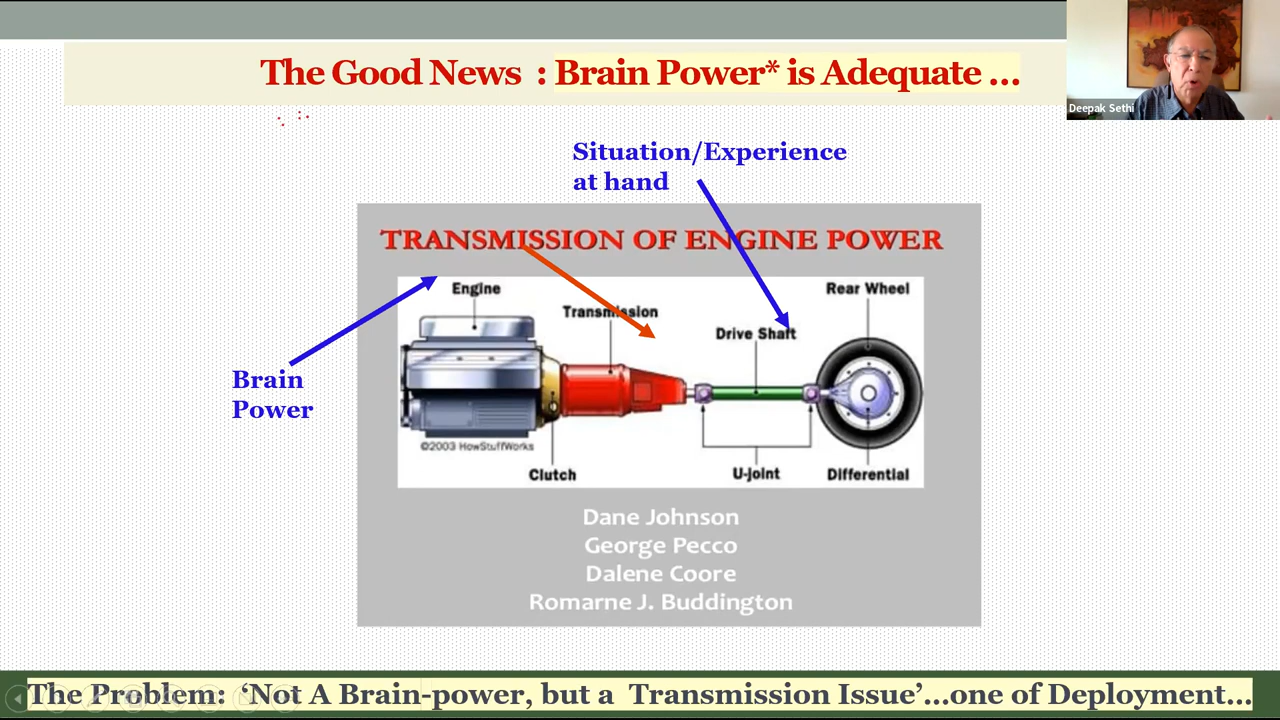 The Good News : Brain Power* is Adequate ...
Deepak Sethi
Situation/Experience
at hand
TRANSMISSION OF ENGINE POWER
Engine
Rear Wheel
Transmission
Drive Shaft
Brain
Power
©2003 HowStuffWorks
Clutch
U-joint
Differential
Dane Johnson
George Pecco
Dalene Coore
Romarne J. Buddington
The Problem: ‘Not A Brain-power, but a Transmission Issue’...one of Deployment...